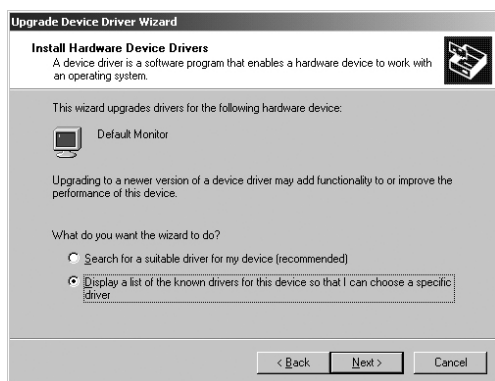 Upgrade Device Driver Wizard
Install Hardware Device Drivers
A device driver is a software program that enables a hardware device to work with
an operating system.
This wizard upgrades drivers for the following hardware device:
Default Monitor
Upgrading to a newer version of a device driver may add functionality to or improve the
performance of this device.
What do you want the wizard to do?
Search for a suitable driver for my device (recommended)
Display a list of the known drivers for this device so that I can choose a specific
driver
< Back
Next >
Cancel